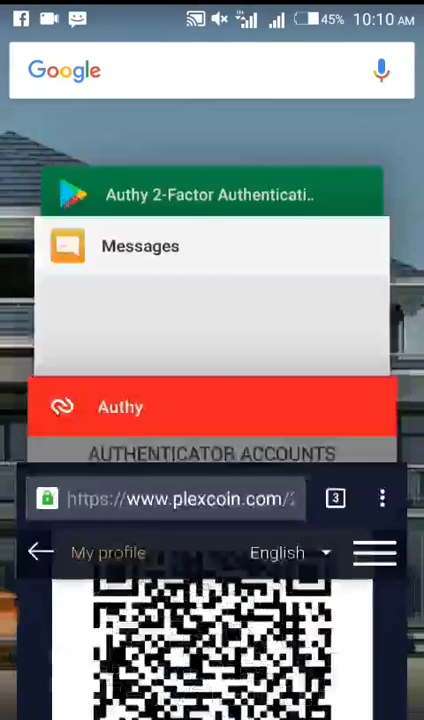 45% 10:10 AM
Google
Authy 2-Factor Authenticati..
Messages
Authy
AUTHENTICATOR ACCOUNTS
https://www.plexcoin.com/2 3
My profile English